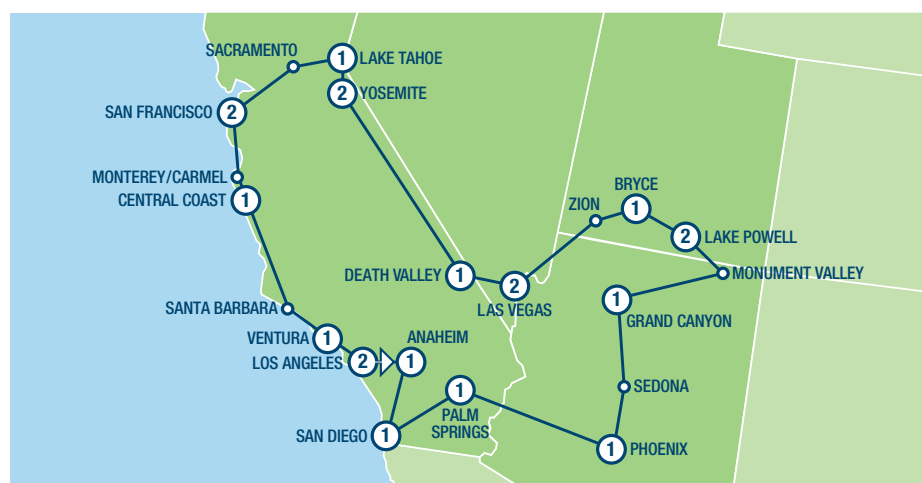 SACRAMENTO
1
LAKE TAHOE
2
YOSEMITE
SAN FRANCISCO
2
MONTEREY/CARMEL
CENTRAL COAST
1
BRYCE
ZION
1
2
LAKE POWELL
DEATH VALLEY
1
2
LAS VEGAS
MONUMENT VALLEY
1
GRAND CANYON
SANTA BARBARA
VENTURA
1
ANAHEIM
LOS ANGELES
2
1
SEDONA
1
PALM
SPRINGS
SAN DIEGO
1
1
PHOENIX